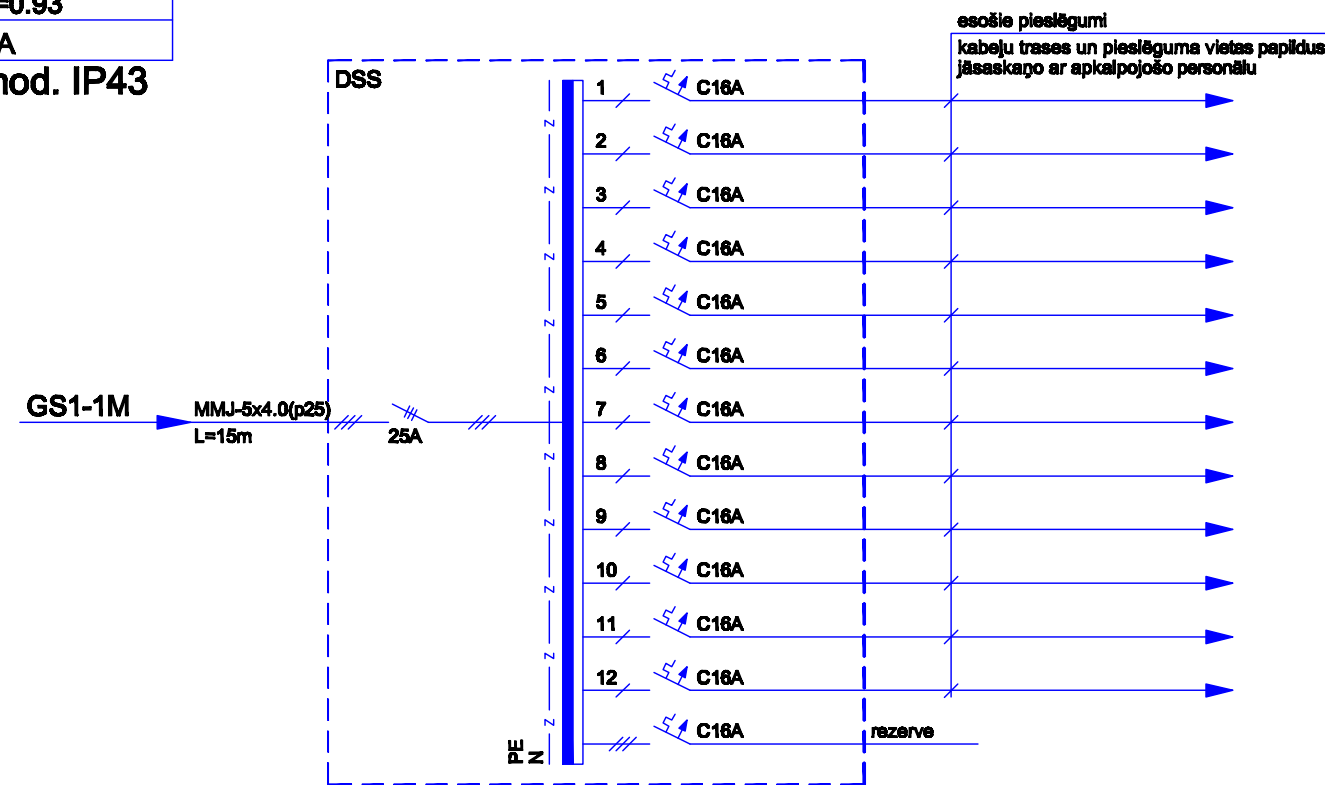 =0.93
A
mod. IP43
esošie pieslēgumi
kabeļu trases un pieslēguma vietas papildus
jāsaskaņo ar apkalpojošo personālu
DSS
1 C16A
2 C16A
3 C16A
4 C16A
5 C16A
6 C16A
GS1-1M
MMJ-5x4.0(p25)
L=15m
25A
7 C16A
8 C16A
9 C16A
10 C16A
11 C16A
12 C16A
C16A rezerve
PE
N
Z
Z
Z
Z
Z
Z
Z
Z
Z
Z